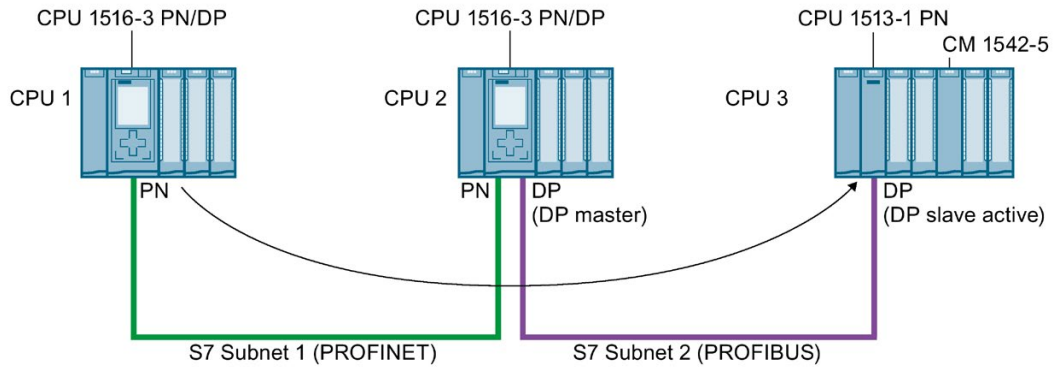 CPU 1516-3 PN/DP
CPU 1516-3 PN/DP
CPU 1513-1 PN
CM 1542-5
CPU 1
CPU 2
CPU 3
PN
PN
DP
(DP master)
DP
(DP slave active)
S7 Subnet 1 (PROFINET)
S7 Subnet 2 (PROFIBUS)